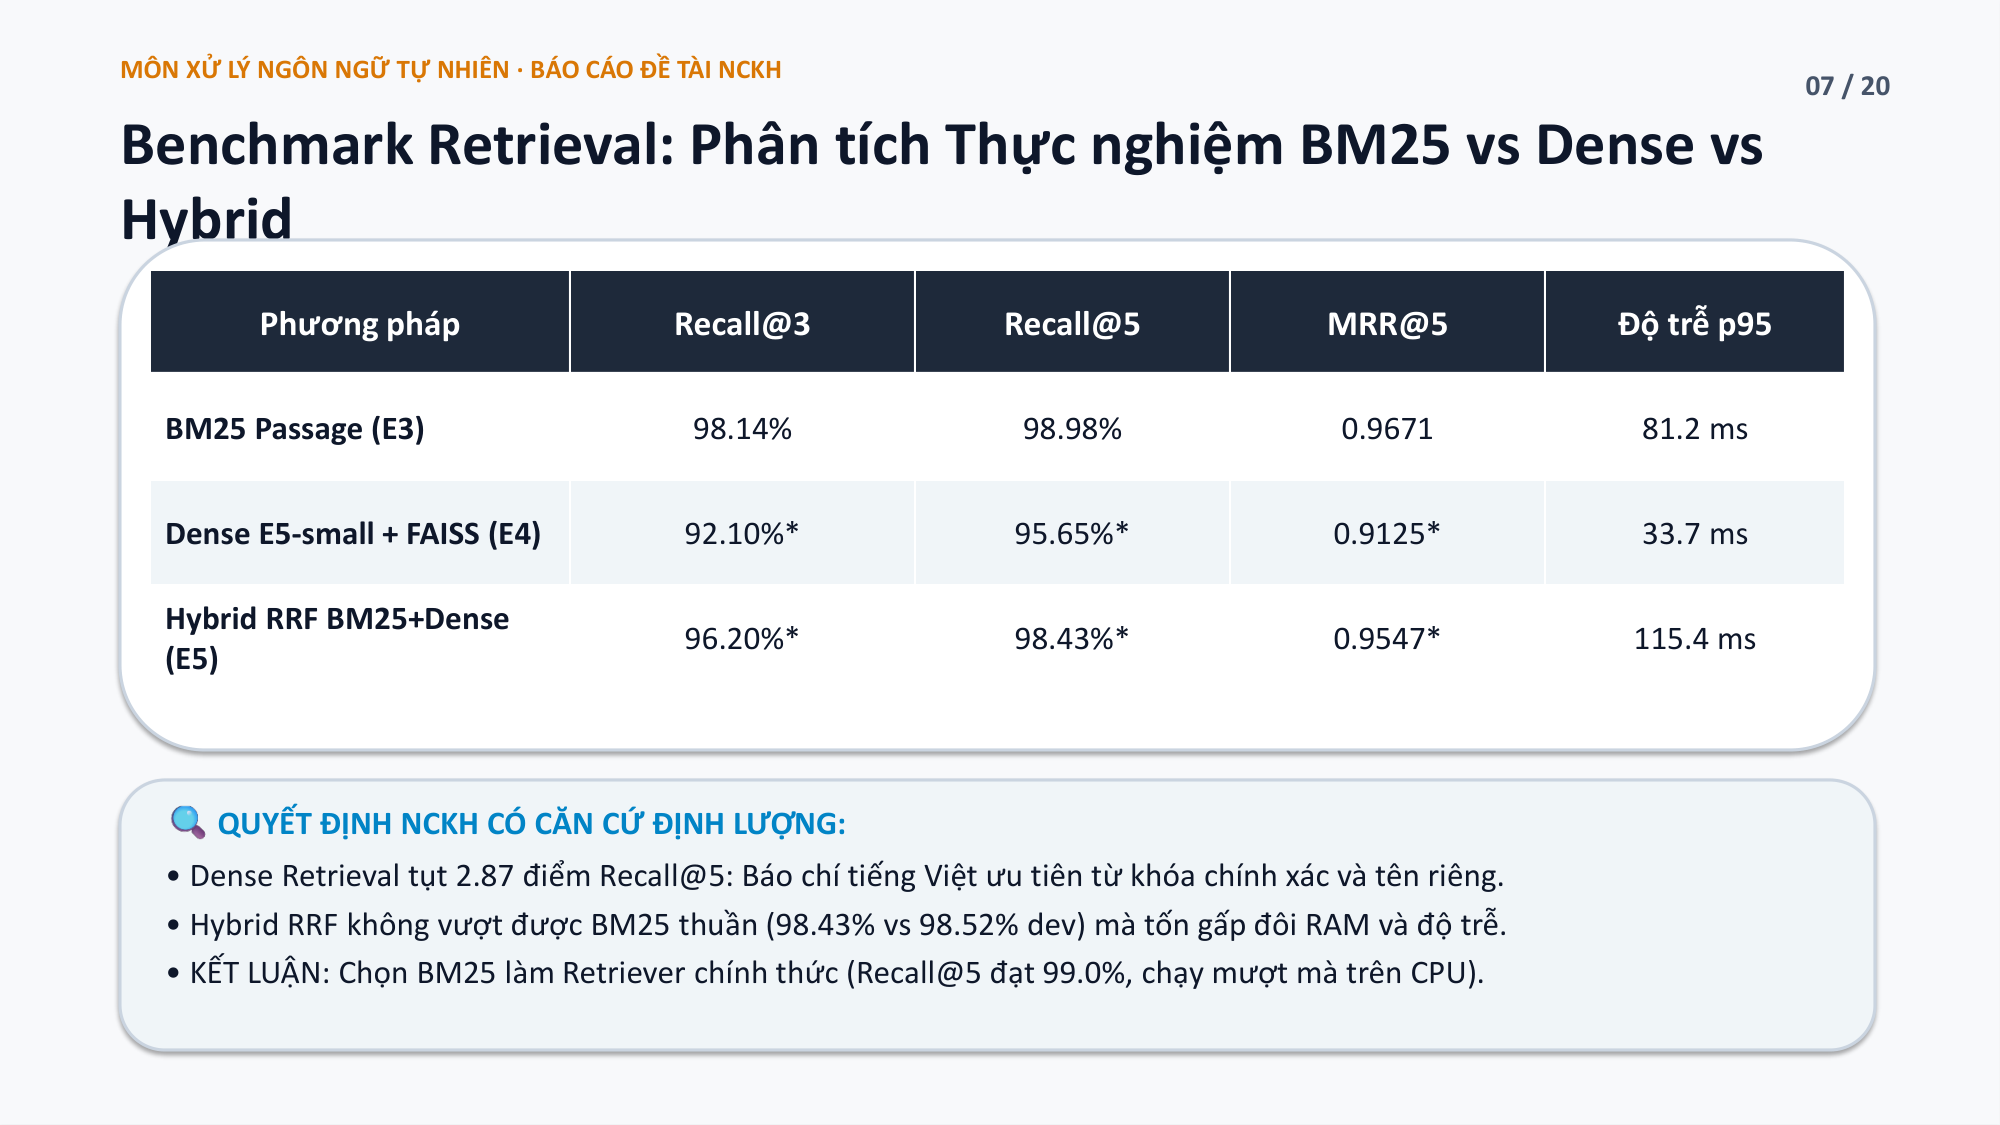 MÔN XỬ LÝ NGÔN NGỮ TỰ NHIÊN · BÁO CÁO ĐỀ TÀI NCKH
07 / 20
Benchmark Retrieval: Phân tích Thực nghiệm BM25 vs Dense vs
Hybrid
Phương pháp Recall@3 Recall@5 MRR@5 Độ trễ p95
BM25 Passage (E3) 98.14% 98.98% 0.9671 81.2 ms
Dense E5-small + FAISS (E4) 92.10%* 95.65%* 0.9125* 33.7 ms
Hybrid RRF BM25+Dense
(E5) 96.20%* 98.43%* 0.9547* 115.4 ms
🔍 QUYẾT ĐỊNH NCKH CÓ CĂN CỨ ĐỊNH LƯỢNG:
• Dense Retrieval tụt 2.87 điểm Recall@5: Báo chí tiếng Việt ưu tiên từ khóa chính xác và tên riêng.
• Hybrid RRF không vượt được BM25 thuần (98.43% vs 98.52% dev) mà tốn gấp đôi RAM và độ trễ.
• KẾT LUẬN: Chọn BM25 làm Retriever chính thức (Recall@5 đạt 99.0%, chạy mượt mà trên CPU).